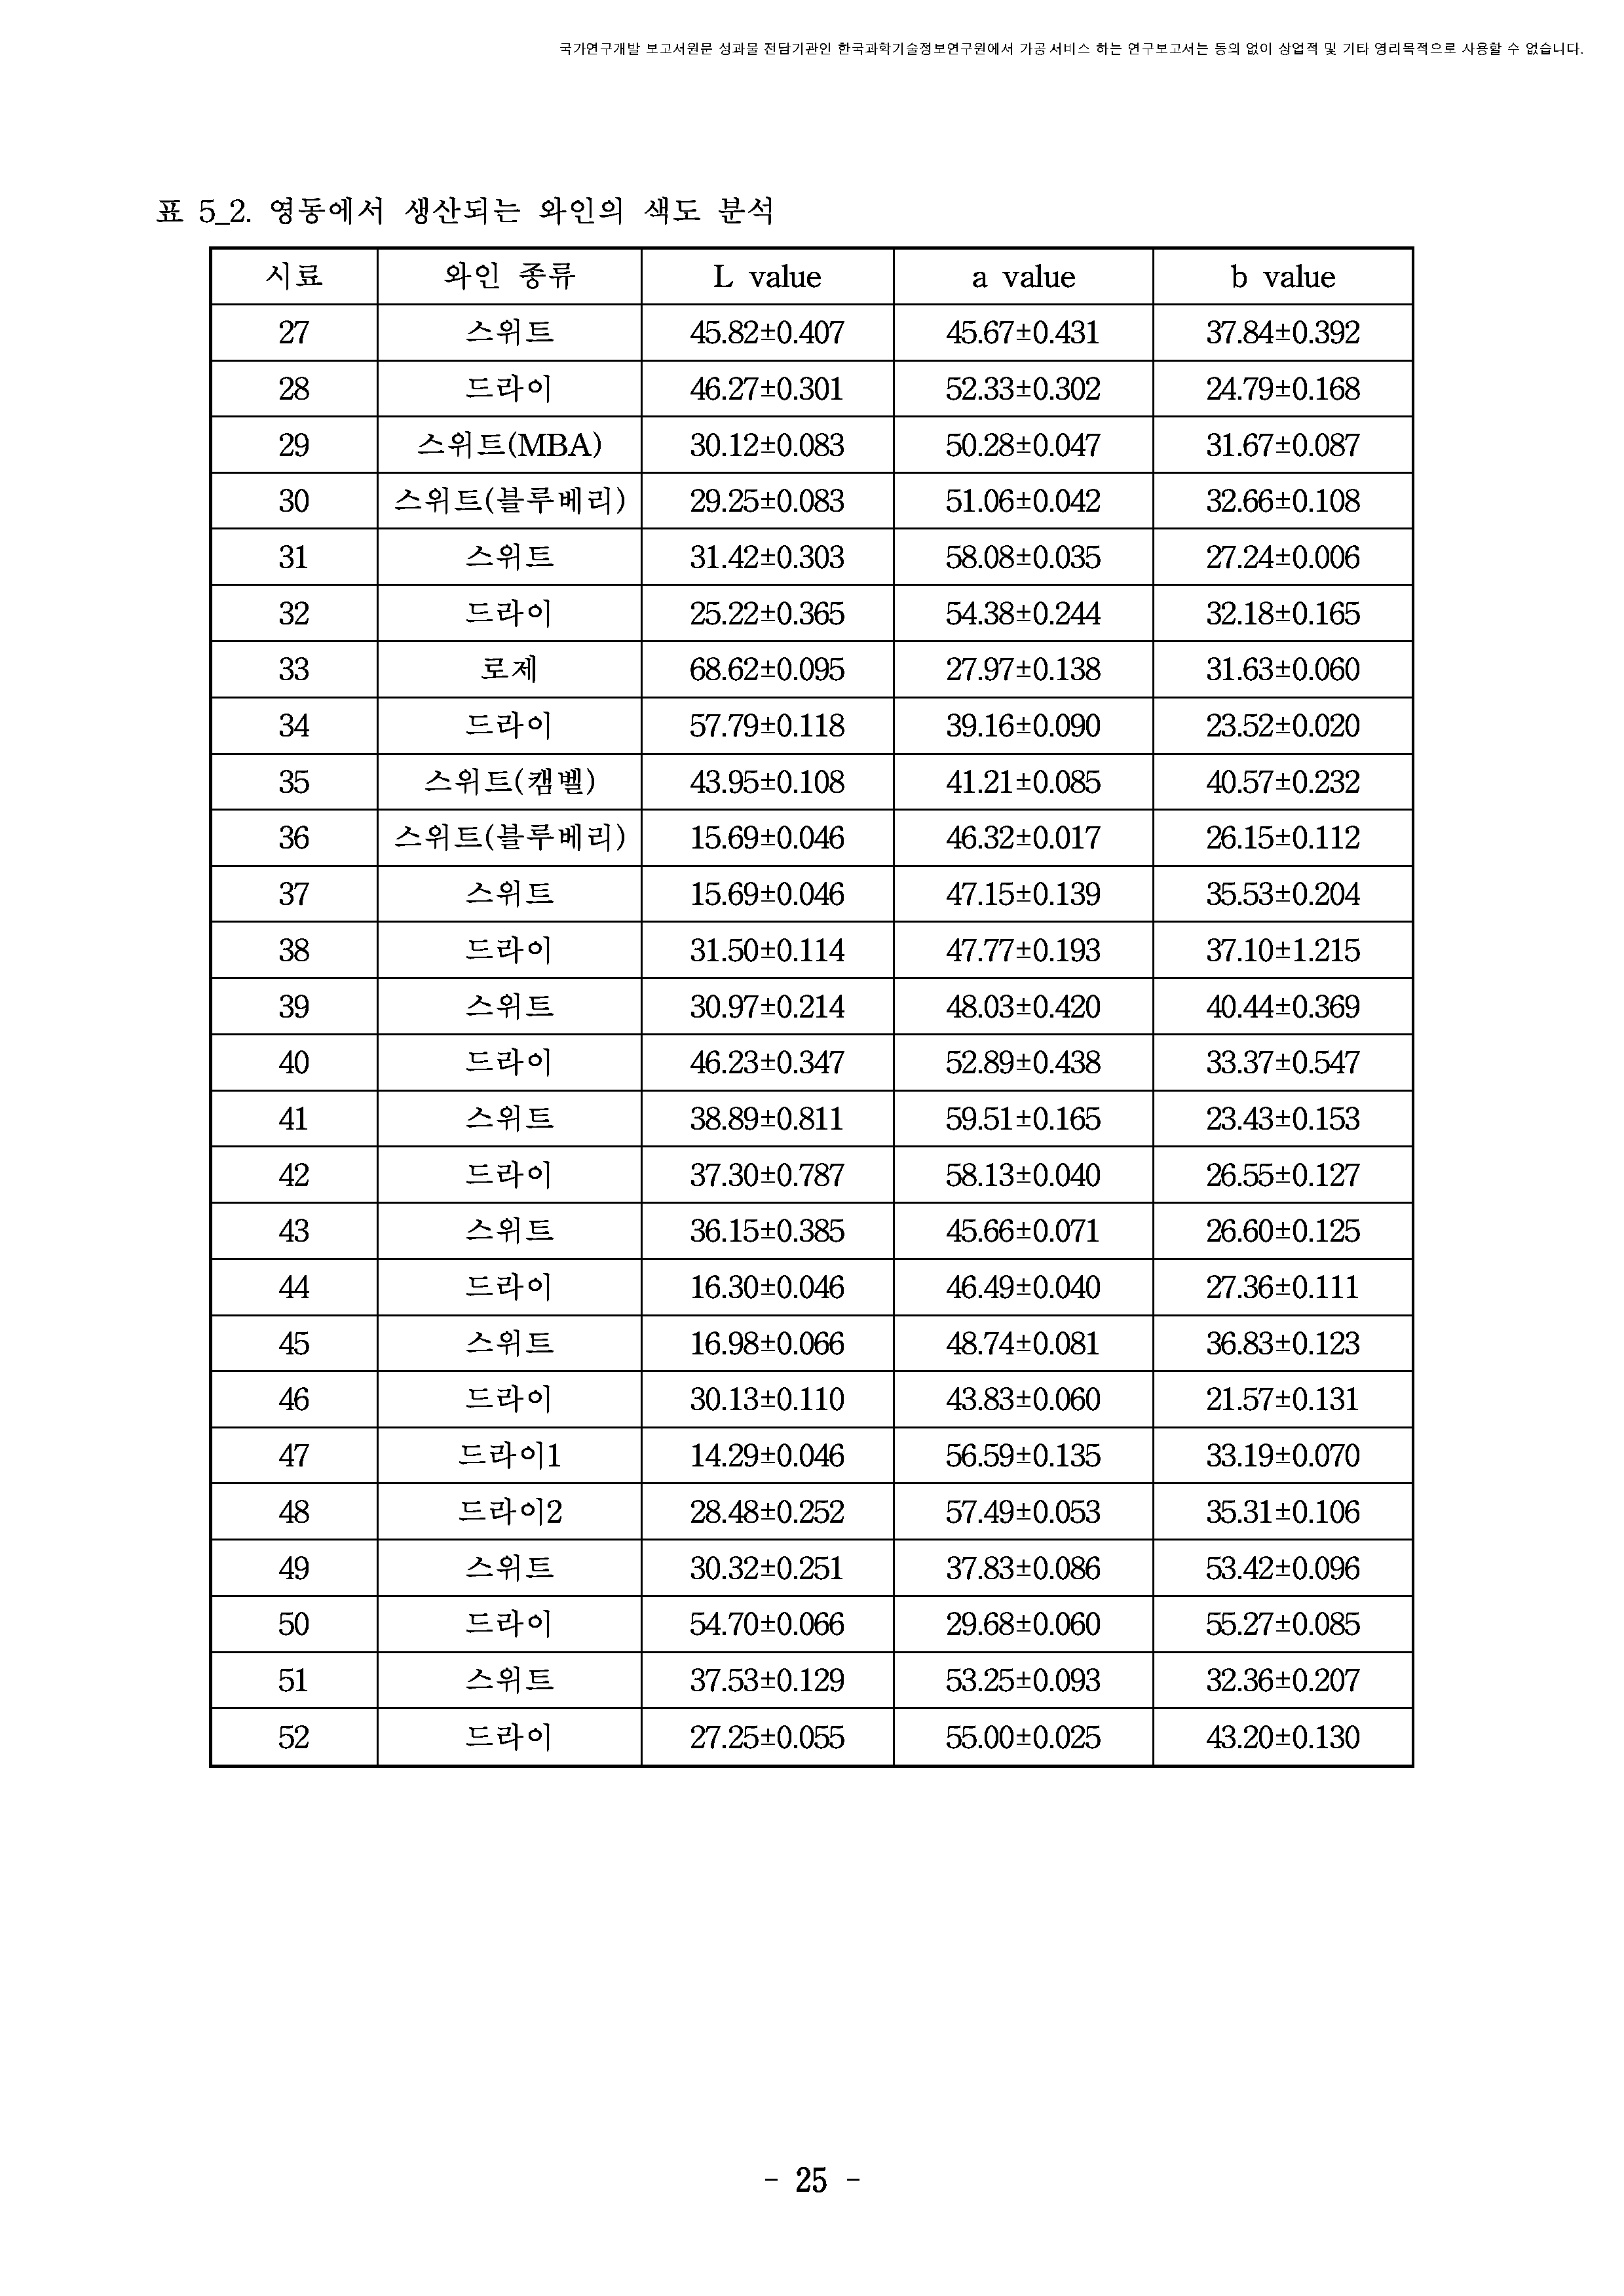 국가연구개발 보고서원문 성과물 전담기관인 한국과학기술정보연구원에서 가공·서비스 하는 연구보고서는 동의 없이 상업적 및 기타 영리목적으로 사용할 수 없습니다.
표 5_2. 영동에서 생산되는 와인의 색도 분석
시료 와인 종류 L value a value b value
27 스위트 45.82±0.407 45.67±0.431 37.84±0.392
28 드라이 46.27±0.301 52.33±0.302 24.79±0.168
29 스위트(MBA) 30.12±0.083 50.28±0.047 31.67±0.087
30 스위트(블루베리) 29.25±0.083 51.06±0.042 32.66±0.108
31 스위트 31.42±0.303 58.08±0.035 27.24±0.006
32 드라이 25.22±0.365 54.38±0.244 32.18±0.165
33 로제 68.62±0.095 27.97±0.138 31.63±0.060
34 드라이 57.79±0.118 39.16±0.090 23.52±0.020
35 스위트(캠벨) 43.95±0.108 41.21±0.085 40.57±0.232
36 스위트(블루베리) 15.69±0.046 46.32±0.017 26.15±0.112
37 스위트 15.69±0.046 47.15±0.139 35.53±0.204
38 드라이 31.50±0.114 47.77±0.193 37.10±1.215
39 스위트 30.97±0.214 48.03±0.420 40.44±0.369
40 드라이 46.23±0.347 52.89±0.438 33.37±0.547
41 스위트 38.89±0.811 59.51±0.165 23.43±0.153
42 드라이 37.30±0.787 58.13±0.040 26.55±0.127
43 스위트 36.15±0.385 45.66±0.071 26.60±0.125
44 드라이 16.30±0.046 46.49±0.040 27.36±0.111
45 스위트 16.98±0.066 48.74±0.081 36.83±0.123
46 드라이 30.13±0.110 43.83±0.060 21.57±0.131
47 드라이1 14.29±0.046 56.59±0.135 33.19±0.070
48 드라이2 28.48±0.252 57.49±0.053 35.31±0.106
49 스위트 30.32±0.251 37.83±0.086 53.42±0.096
50 드라이 54.70±0.066 29.68±0.060 55.27±0.085
51 스위트 37.53±0.129 53.25±0.093 32.36±0.207
52 드라이 27.25±0.055 55.00±0.025 43.20±0.130
- 25 -